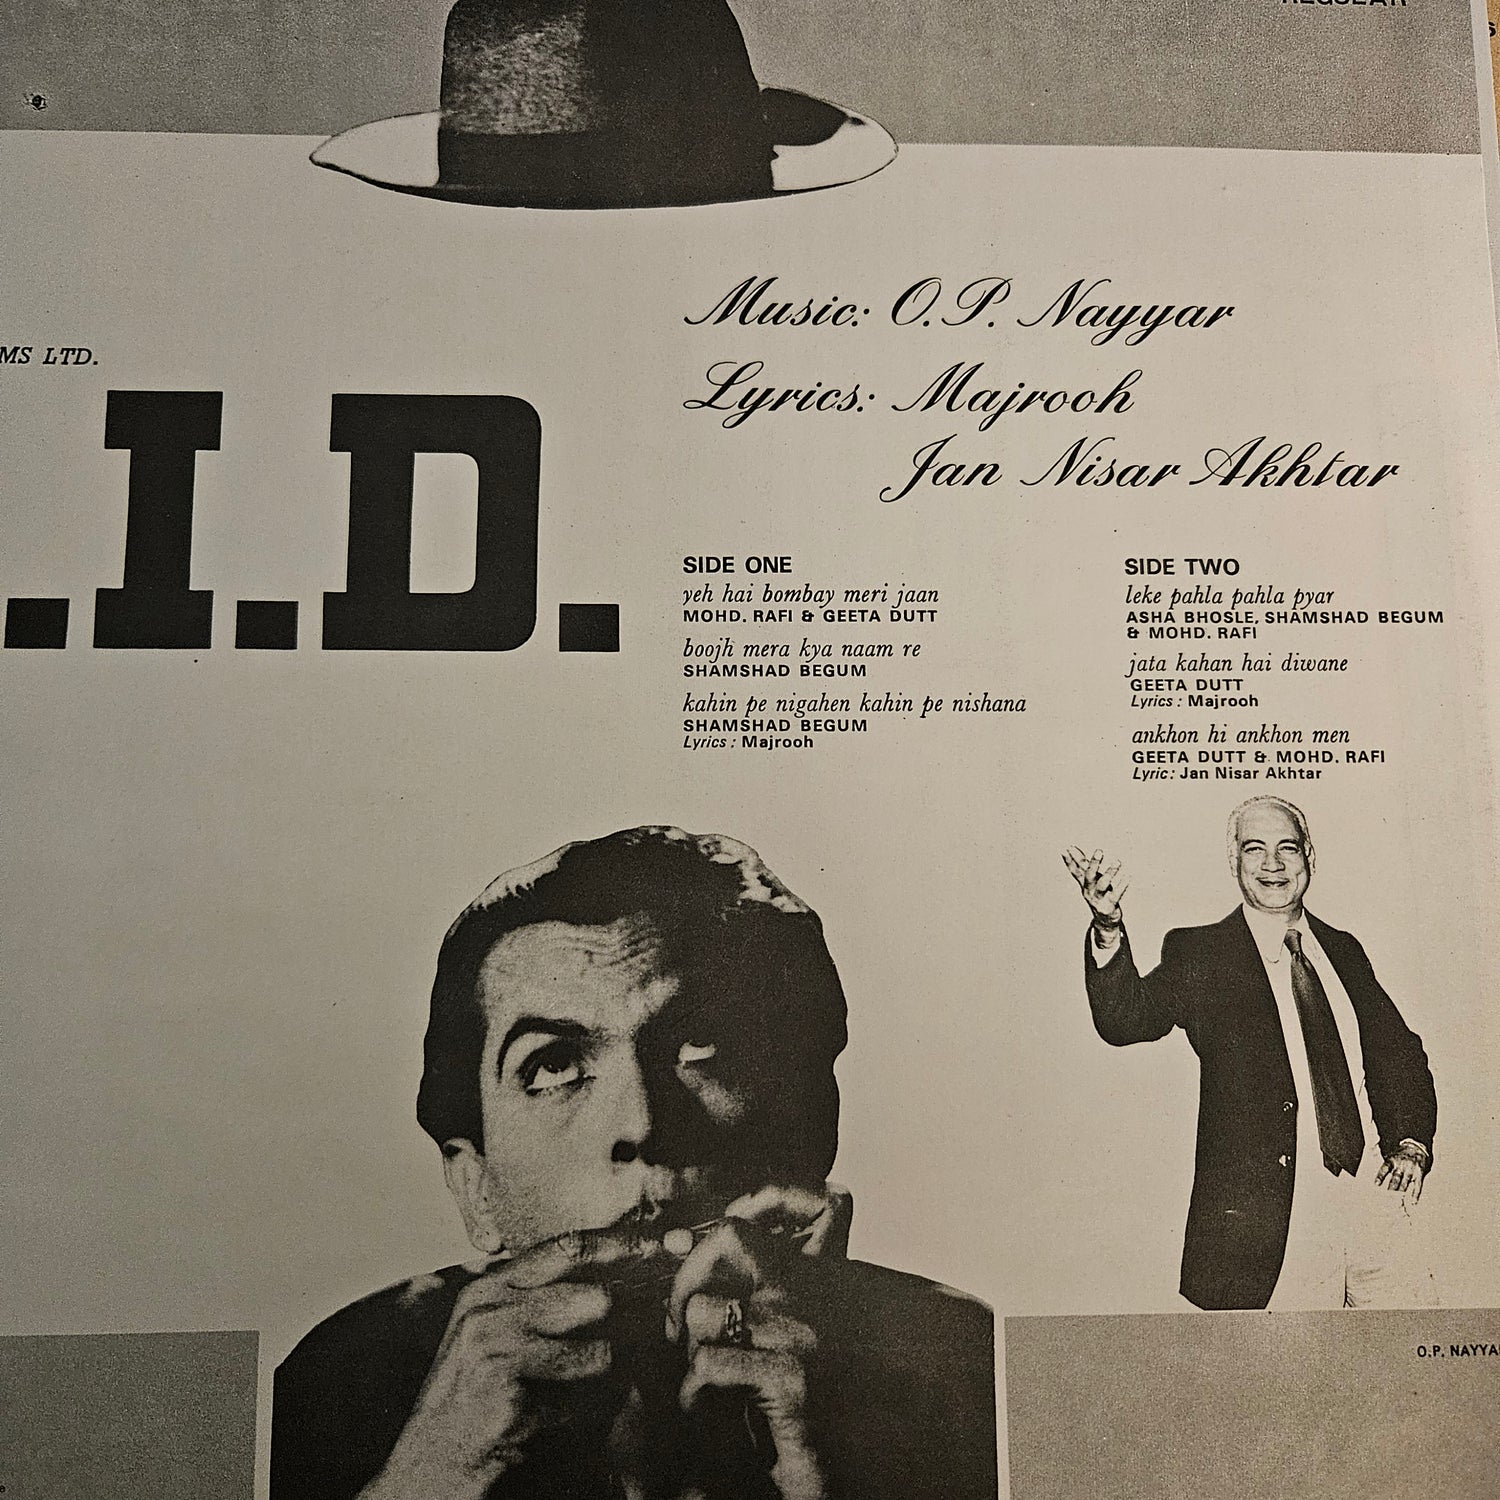 REGULAR
Music: O.P. Nayyar
Lyrics: Majrooh
Jan Nisar Akhtar
MS LTD.
.I.D.
SIDE ONE
yeh hai bombay meri jaan
MOHD. RAFI & GEETA DUTT
boojh mera kya naam re
SHAMSHAD BEGUM
kahin pe nigahen kahin pe nishana
SHAMSHAD BEGUM
Lyrics: Majrooh
SIDE TWO
leke pahla pahla pyar
ASHA BHOSLE, SHAMSHAD BEGUM
& MOHD. RAFI
jata kahan hai diwane
GEETA DUTT
Lyrics: Majrooh
ankhon hi ankhon men
GEETA DUTT & MOHD. RAFI
Lyric: Jan Nisar Akhtar
O.P. NAYYA